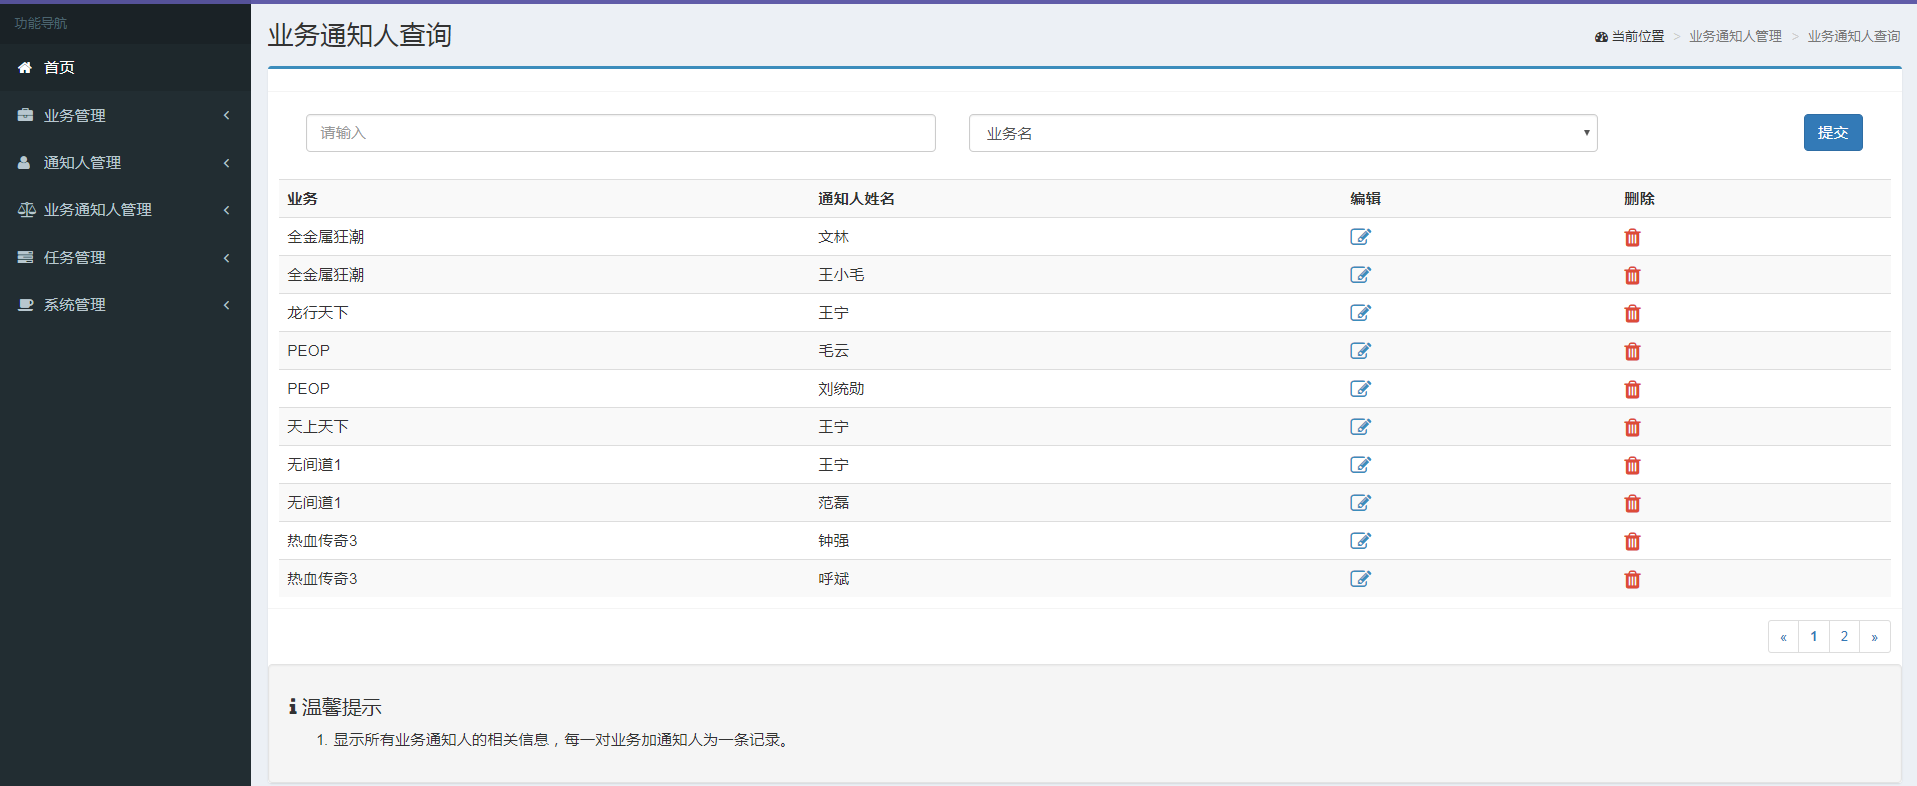 功能导航
首页
业务管理
通知人管理
业务通知人管理
任务管理
系统管理
业务通知人查询
当前位置 > 业务通知人管理 > 业务通知人查询
请输入 业务名 提交
业务 通知人姓名 编辑 删除
全金属狂潮 文林
全金属狂潮 王小毛
龙行天下 王宁
PEOP 毛云
PEOP 刘统勋
天上天下 王宁
无间道1 王宁
无间道1 范磊
热血传奇3 钟强
热血传奇3 呼斌
« 1 2 »
温馨提示
1. 显示所有业务通知人的相关信息，每一对业务加通知人为一条记录。